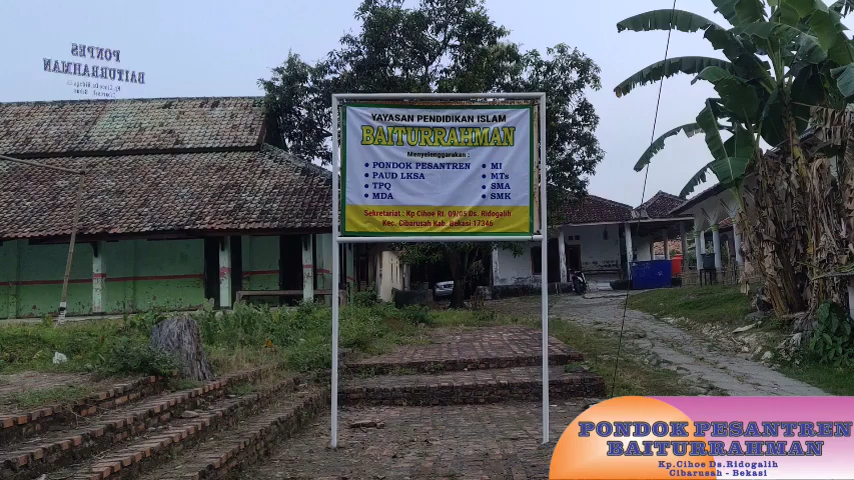 PONPES
BAITURRAHMAN
YAYASAN PENDIDIKAN ISLAM
BAITURRAHMAN
Menyelenggarakan :
• PONDOK PESANTREN
• PAUD LKSA
• TPQ
• MDA
• MI
• MTs
• SMA
• SMK
Sekretariat : Kp Cihoe Rt. 09/05 Ds. Ridogalih
Kec. Cibarusah Kab. Bekasi 17346
PONDOK PESANTREN
BAITURRAHMAN
Kp.Cihoe Ds.Ridogalih
Cibarusah - Bekasi